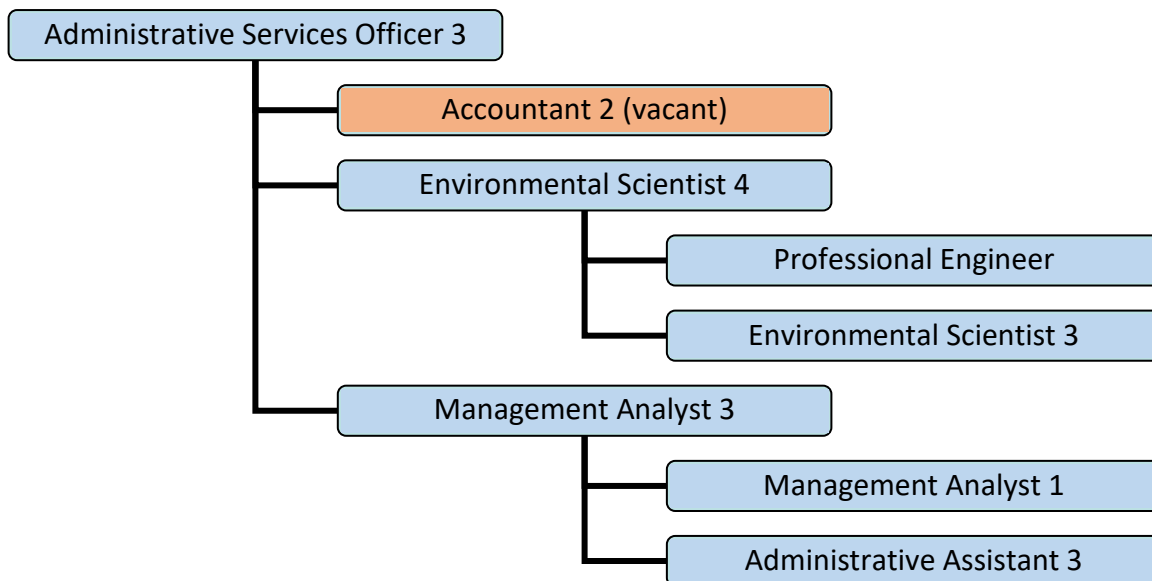 Administrative Services Officer 3
Accountant 2 (vacant)
Environmental Scientist 4
Professional Engineer
Environmental Scientist 3
Management Analyst 3
Management Analyst 1
Administrative Assistant 3